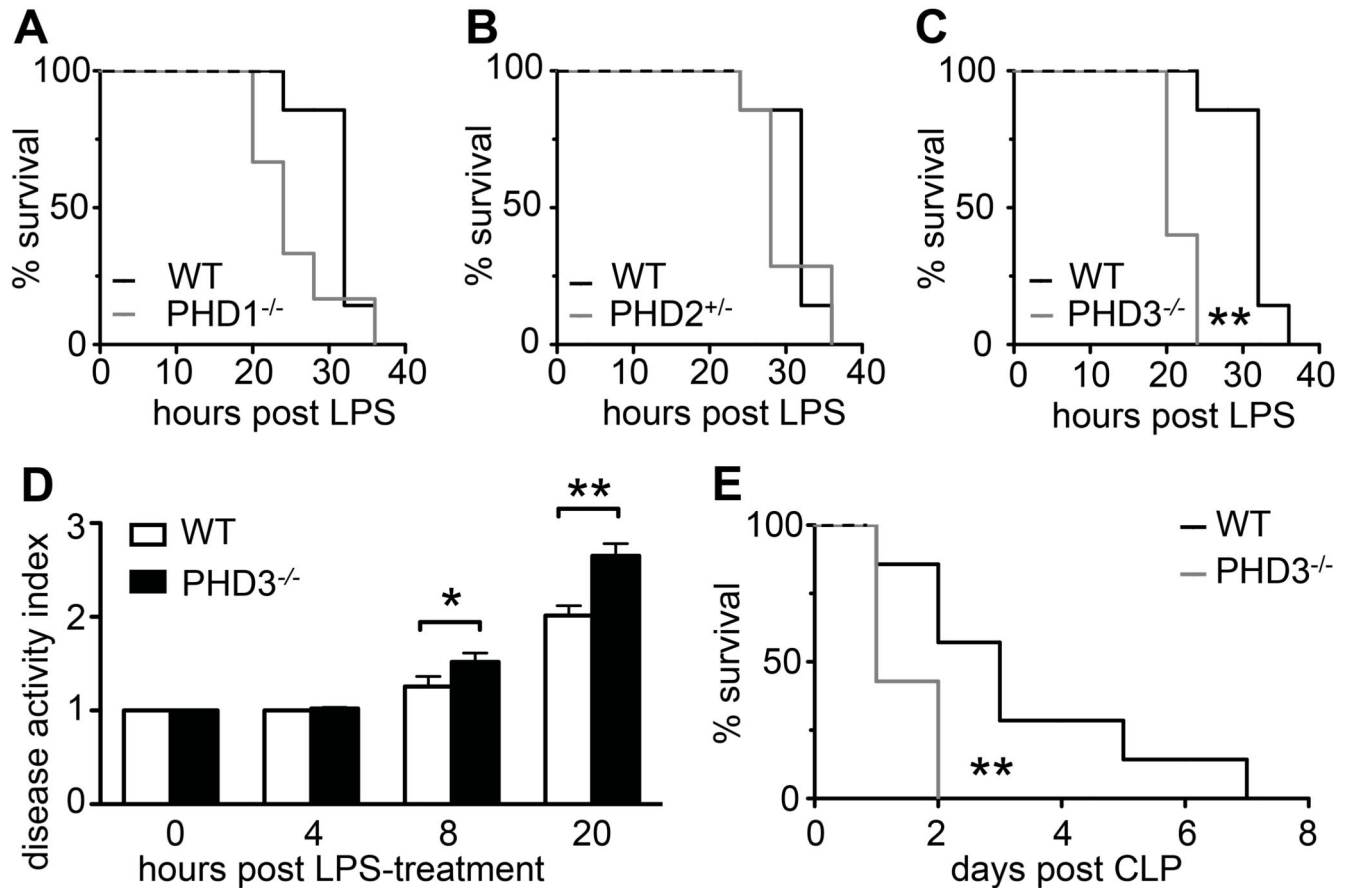 A
% survival
100
50
0
WT
PHD1-/-
0 10 20 30 40
hours post LPS
B
% survival
100
50
0
WT
PHD2+/-
0 10 20 30 40
hours post LPS
C
% survival
100
50
0
WT
PHD3-/-
**
0 10 20 30 40
hours post LPS
D
disease activity index
3
2
1
0
WT
PHD3-/-
*
**
0 4 8 20
hours post LPS-treatment
E
% survival
100
50
0
WT
PHD3-/-
**
0 2 4 6 8
days post CLP